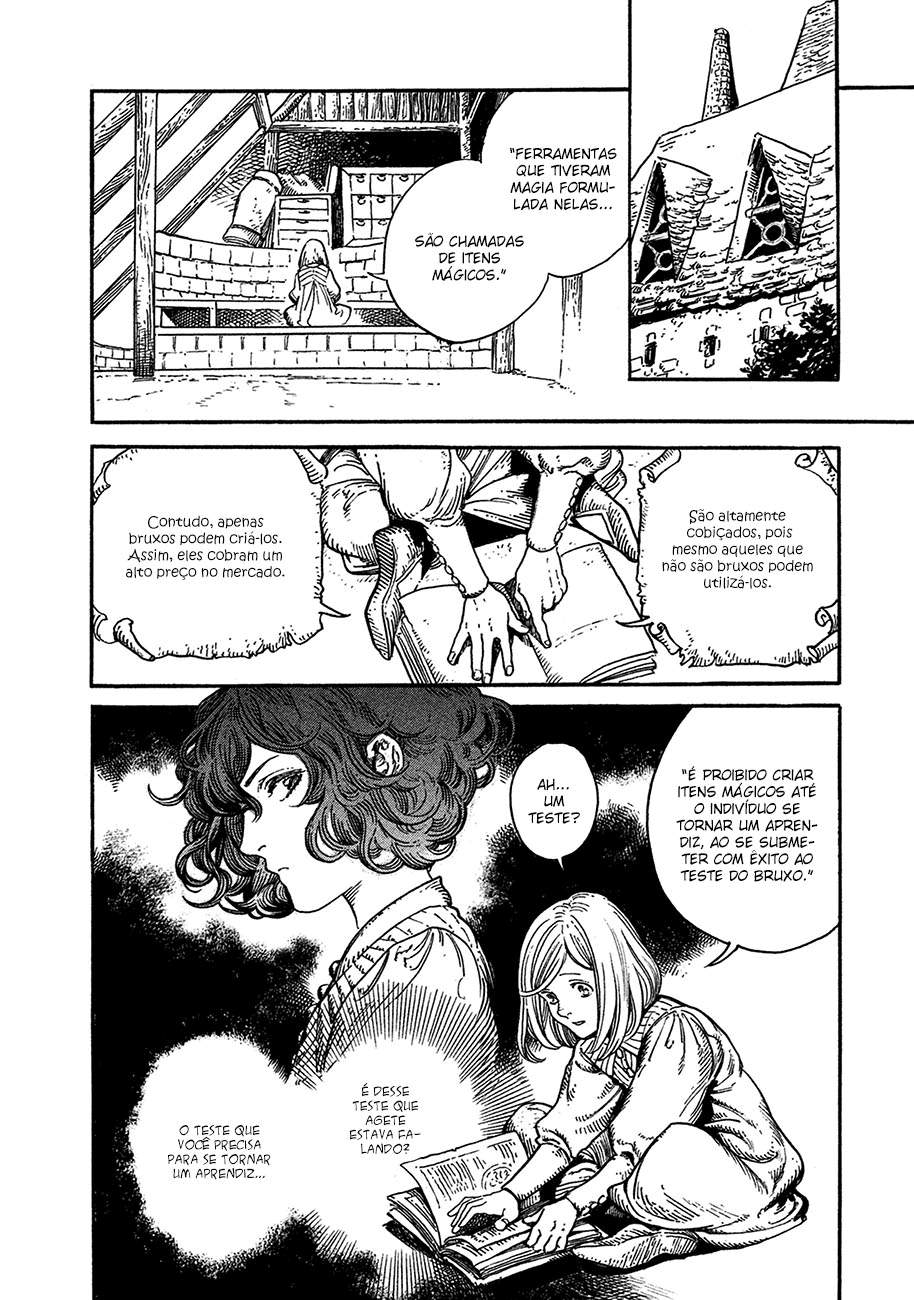 "FERRAMENTAS
QUE TIVERAM
MAGIA FORMU-
LADA NELAS...
SÃO CHAMADAS
DE ITENS
MÁGICOS."
São altamente
cobiçados, pois
mesmo aqueles que
não são bruxos podem
utilizá-los.
Contudo, apenas
bruxos podem criá-los.
Assim, eles cobram um
alto preço no mercado.
"É PROIBIDO CRIAR
ITENS MÁGICOS ATÉ
O INDIVÍDUO SE
TORNAR UM APREN-
DIZ, AO SE SUBME-
TER COM ÊXITO AO
TESTE DO BRUXO."
AH...
UM
TESTE?
É DESSE
TESTE QUE
AGETE
ESTAVA FA-
LANDO?
O TESTE QUE
VOCÊ PRECISA
PARA SE TORNAR
UM APRENDIZ...